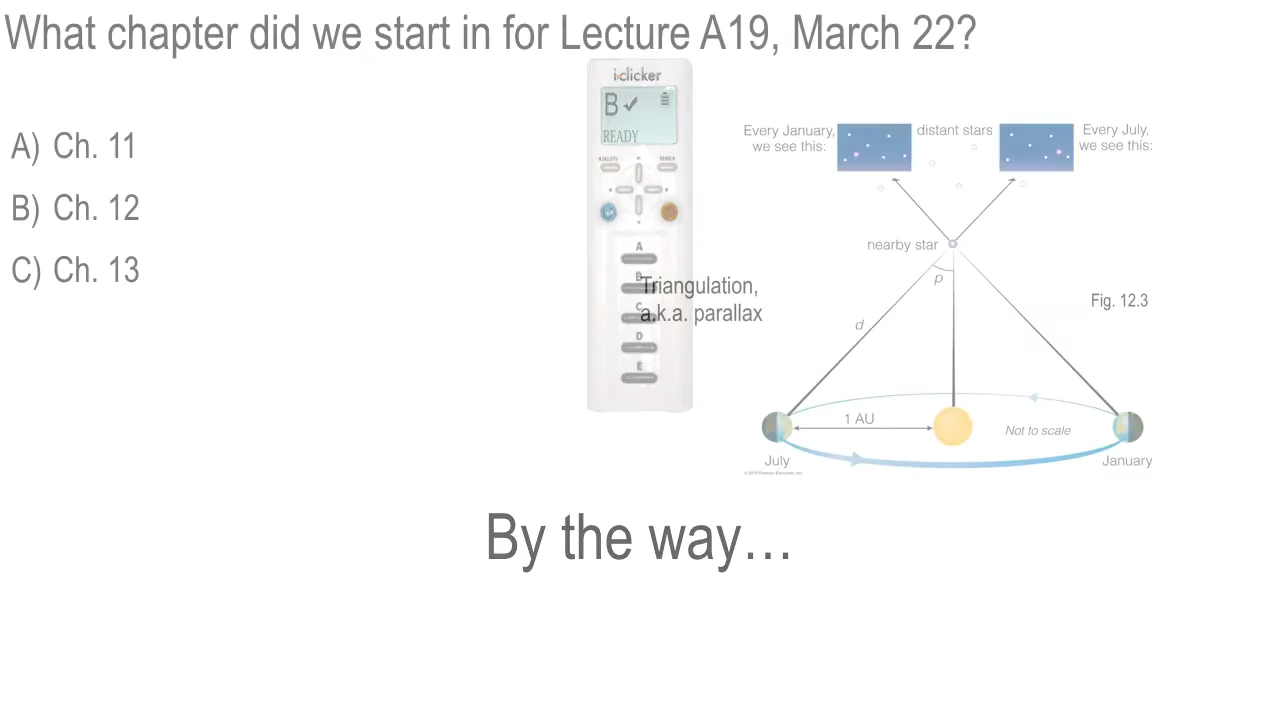 What chapter did we start in for Lecture A19, March 22?
A) Ch. 11
B) Ch. 12
C) Ch. 13
i>clicker
B✓
READY
A
B
C
D
E
Triangulation,
a.k.a. parallax
Every January,
we see this:
distant stars
Every July,
we see this:
nearby star
p
d
Fig. 12.3
1 AU
Not to scale
July
January
By the way…